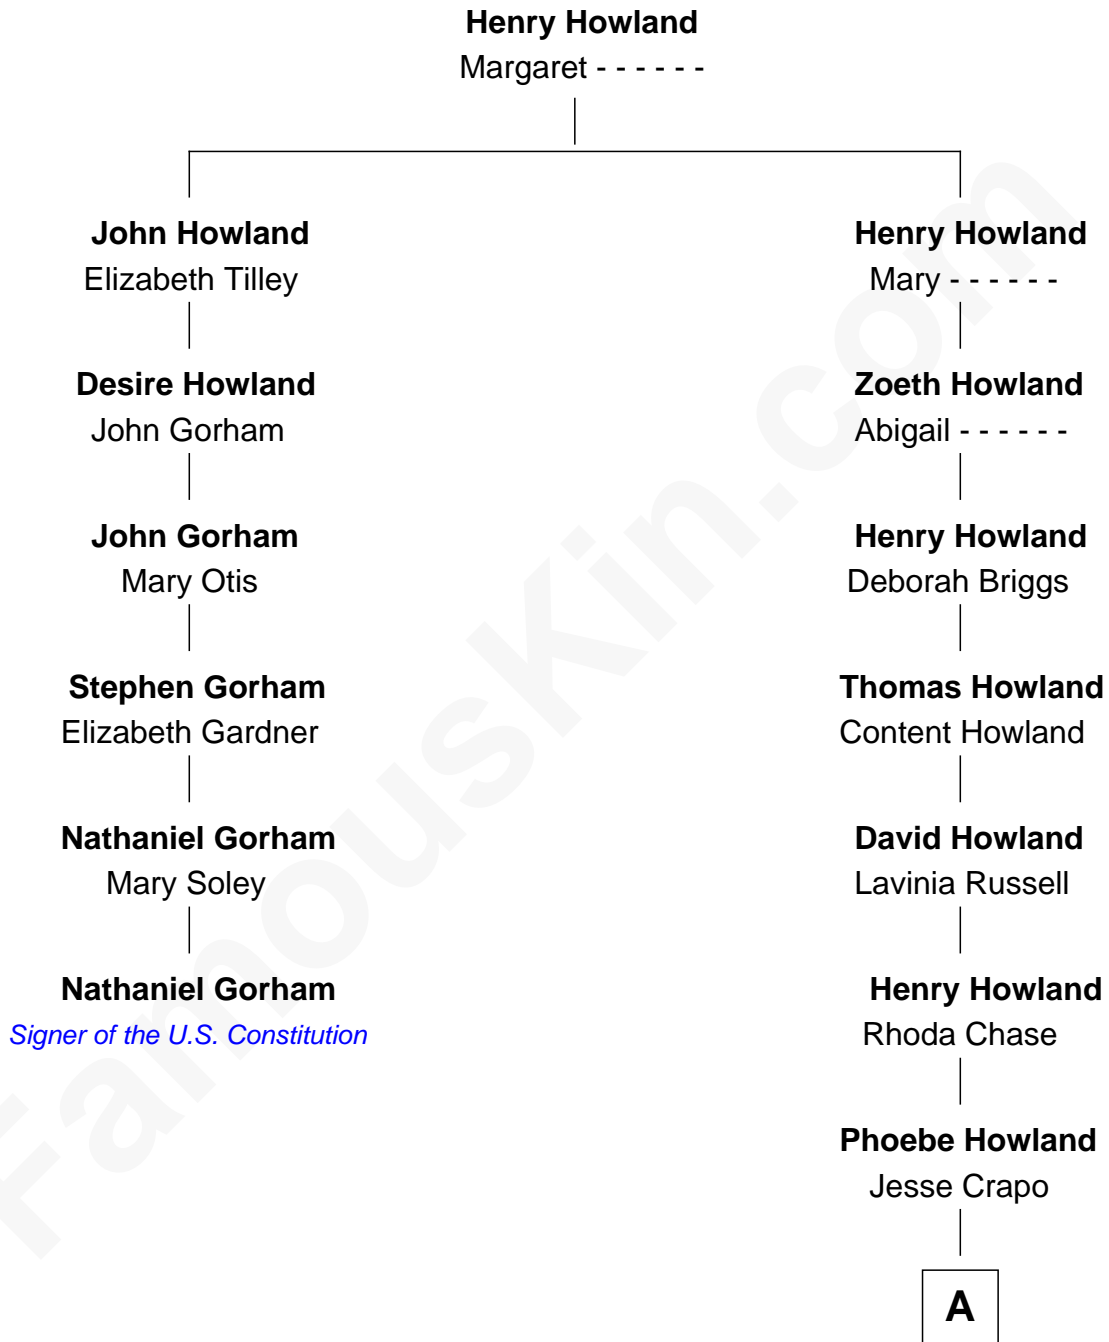 Henry Howland
Margaret - - - - - -
John Howland
Elizabeth Tilley
Desire Howland
John Gorham
John Gorham
Mary Otis
Stephen Gorham
Elizabeth Gardner
Nathaniel Gorham
Mary Soley
Nathaniel Gorham
Signer of the U.S. Constitution
Henry Howland
Mary - - - - - -
Zoeth Howland
Abigail - - - - - -
Henry Howland
Deborah Briggs
Thomas Howland
Content Howland
David Howland
Lavinia Russell
Henry Howland
Rhoda Chase
Phoebe Howland
Jesse Crapo
A
FamousKin.com